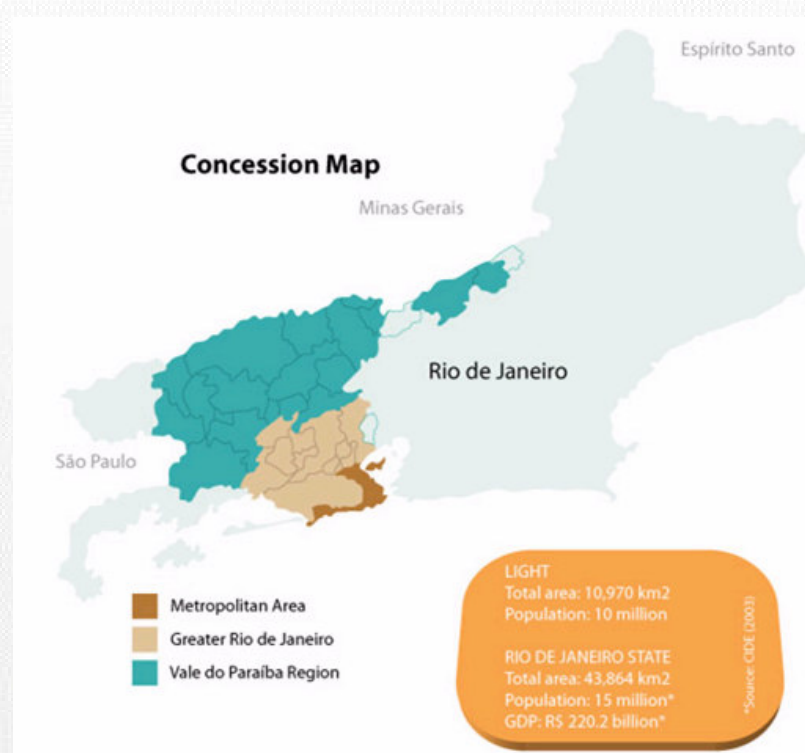 Espírito Santo
Concession Map
Minas Gerais
Rio de Janeiro
São Paulo
Metropolitan Area
Greater Rio de Janeiro
Vale do Paraíba Region
LIGHT
Total area: 10,970 km2
Population: 10 million
RIO DE JANEIRO STATE
Total area: 43,864 km2
Population: 15 million*
GDP: R$ 220.2 billion*
*Source: CIDE (2003)